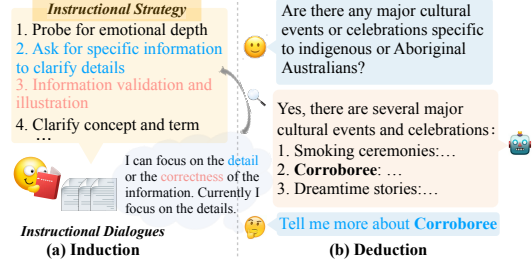 Instructional Strategy
1. Probe for emotional depth
2. Ask for specific information
to clarify details
3. Information validation and
illustration
4. Clarify concept and term
...
I can focus on the detail
or the correctness of the
information. Currently I
focus on the details.
Instructional Dialogues
(a) Induction
Are there any major cultural
events or celebrations specific
to indigenous or Aboriginal
Australians?
Yes, there are several major
cultural events and celebrations:
1. Smoking ceremonies:...
2. Corroboree: ...
3. Dreamtime stories:...
Tell me more about Corroboree
(b) Deduction